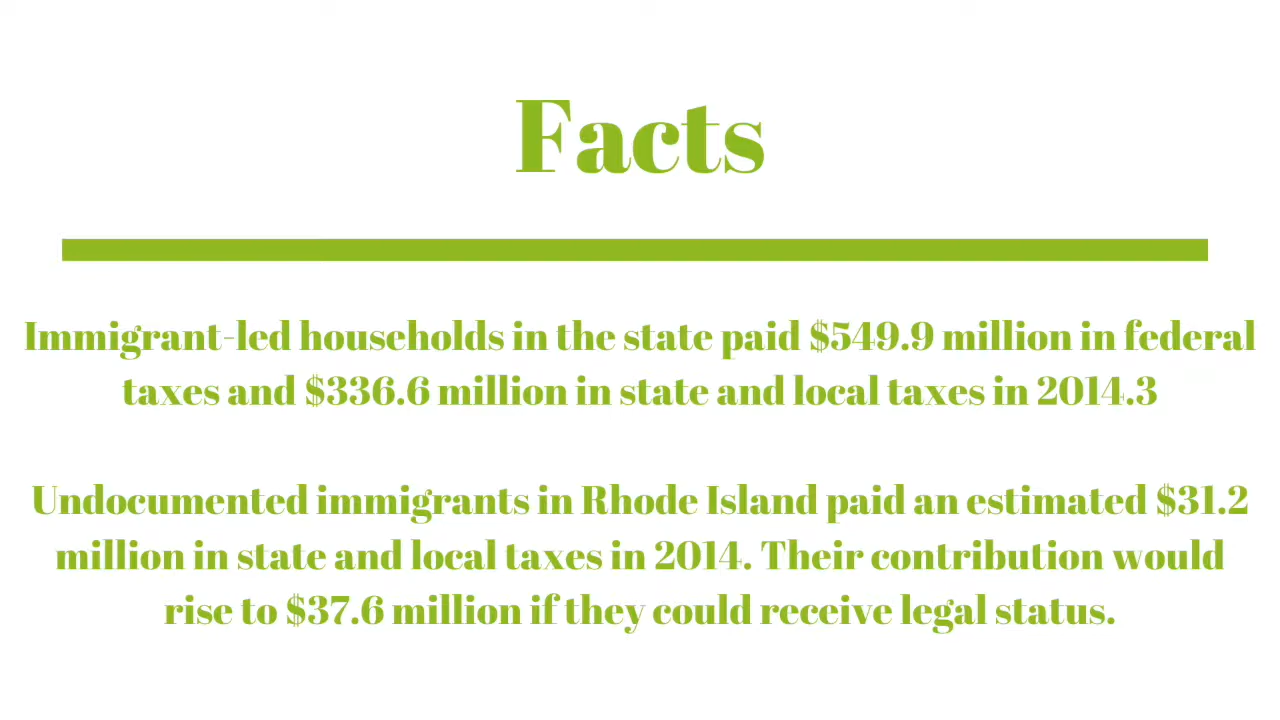 Facts
Immigrant-led households in the state paid $549.9 million in federal
taxes and $336.6 million in state and local taxes in 2014.3
Undocumented immigrants in Rhode Island paid an estimated $31.2
million in state and local taxes in 2014. Their contribution would
rise to $37.6 million if they could receive legal status.